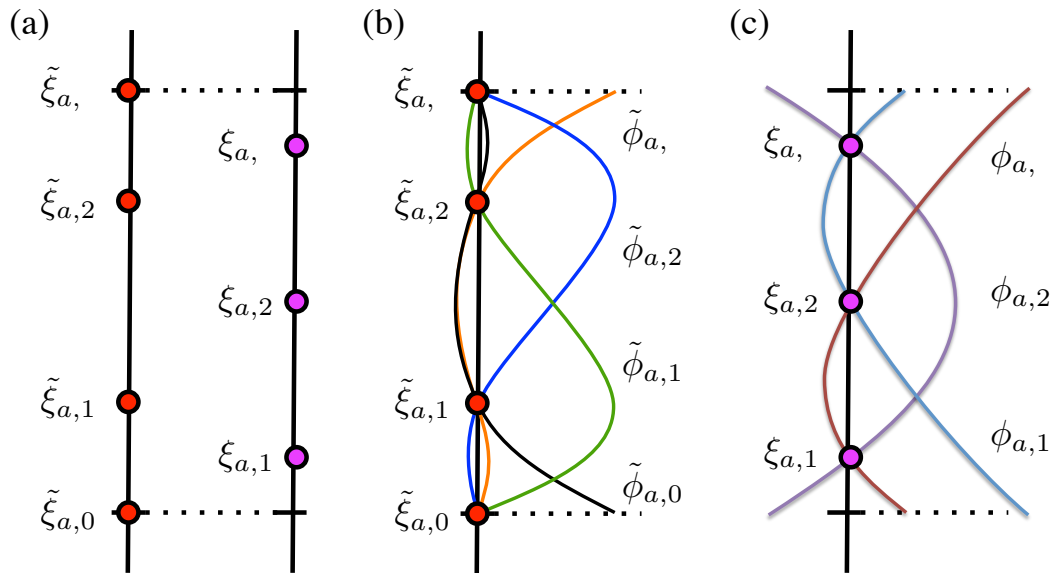 (a)
(b)
(c)
ξ̃a,
ξa,
ξ̃a,2
ξa,2
ξ̃a,1
ξa,1
ξ̃a,0
ξ̃a,
ϕ̃a,
ξ̃a,2
ϕ̃a,2
ϕ̃a,1
ξ̃a,1
ϕ̃a,0
ξ̃a,0
ξa,
ϕa,
ξa,2
ϕa,2
ξa,1
ϕa,1